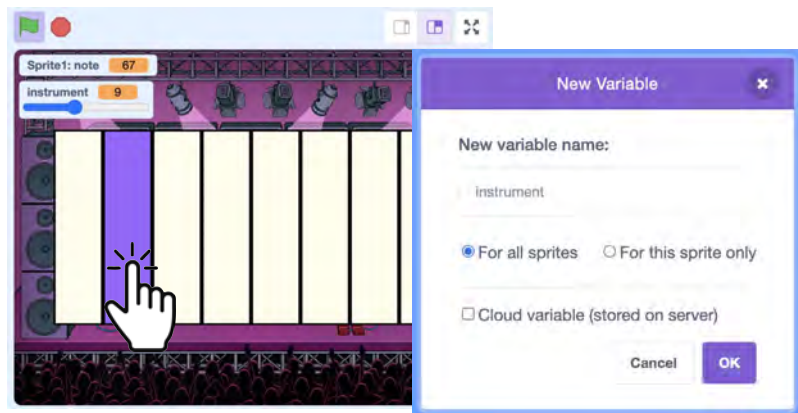 Sprite1: note 67
instrument 9
New Variable
New variable name:
instrument
For all sprites For this sprite only
Cloud variable (stored on server)
Cancel OK